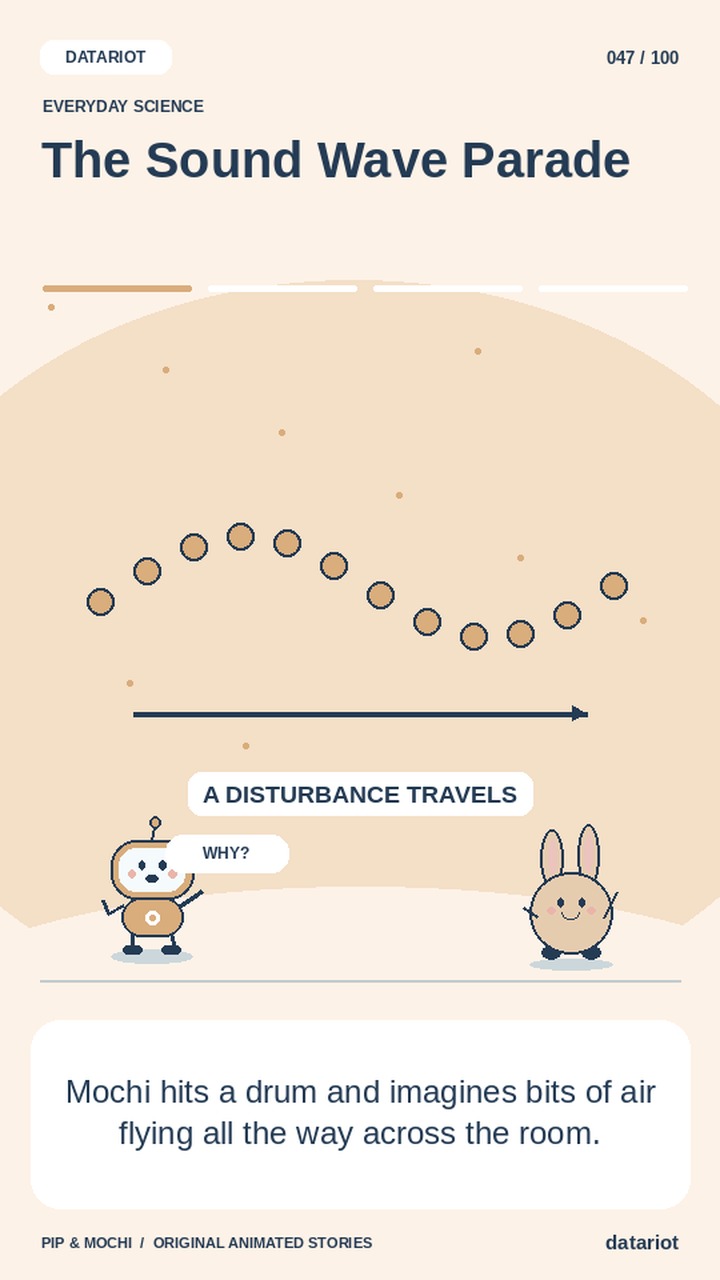 DATARIOT
047 / 100
EVERYDAY SCIENCE
The Sound Wave Parade
A DISTURBANCE TRAVELS
WHY?
Mochi hits a drum and imagines bits of air
flying all the way across the room.
PIP & MOCHI / ORIGINAL ANIMATED STORIES
datariot